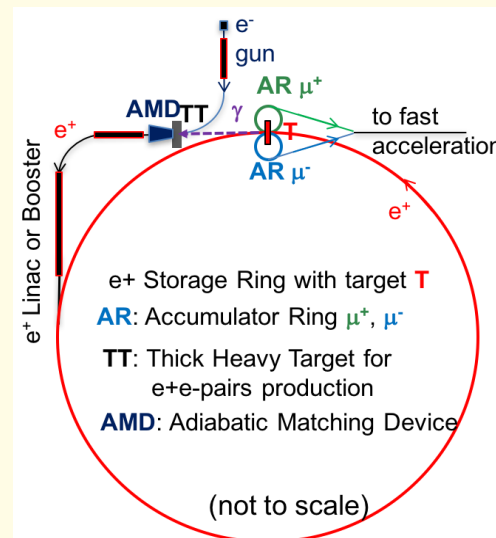 e⁻
gun
AR μ⁺
AMD
TT
γ
e⁺
T
to fast
acceleration
AR μ⁻
e⁺
e⁺ Linac or Booster
e+ Storage Ring with target T
AR: Accumulator Ring μ⁺, μ⁻
TT: Thick Heavy Target for
e+e-pairs production
AMD: Adiabatic Matching Device
(not to scale)